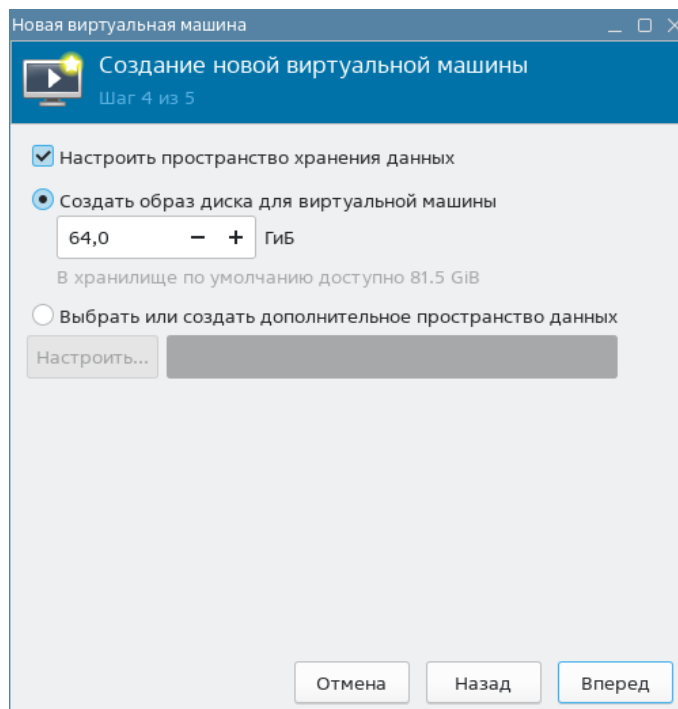 Новая виртуальная машина
Создание новой виртуальной машины
Шаг 4 из 5
Настроить пространство хранения данных
Создать образ диска для виртуальной машины
64,0 − + ГиБ
В хранилище по умолчанию доступно 81.5 GiB
Выбрать или создать дополнительное пространство данных
Настроить...
Отмена Назад Вперед